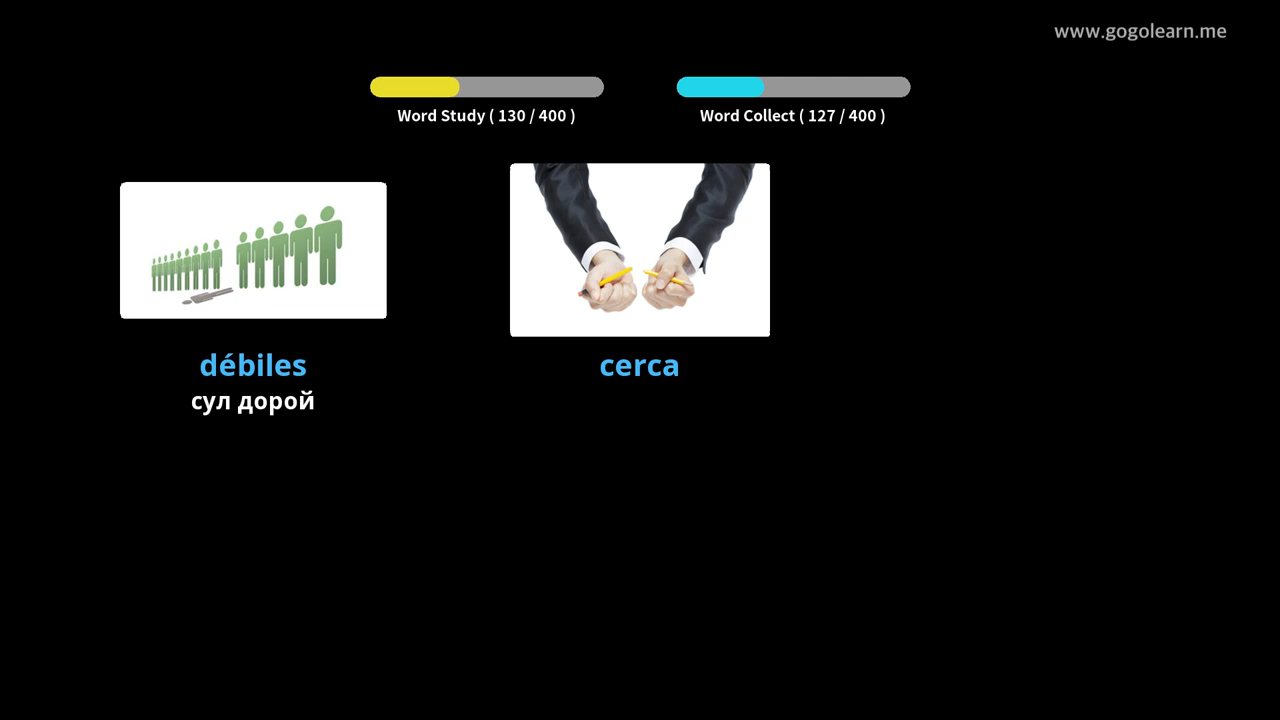 www.gogolearn.me
Word Study ( 130 / 400 )
Word Collect ( 127 / 400 )
débiles
сул дорой
cerca